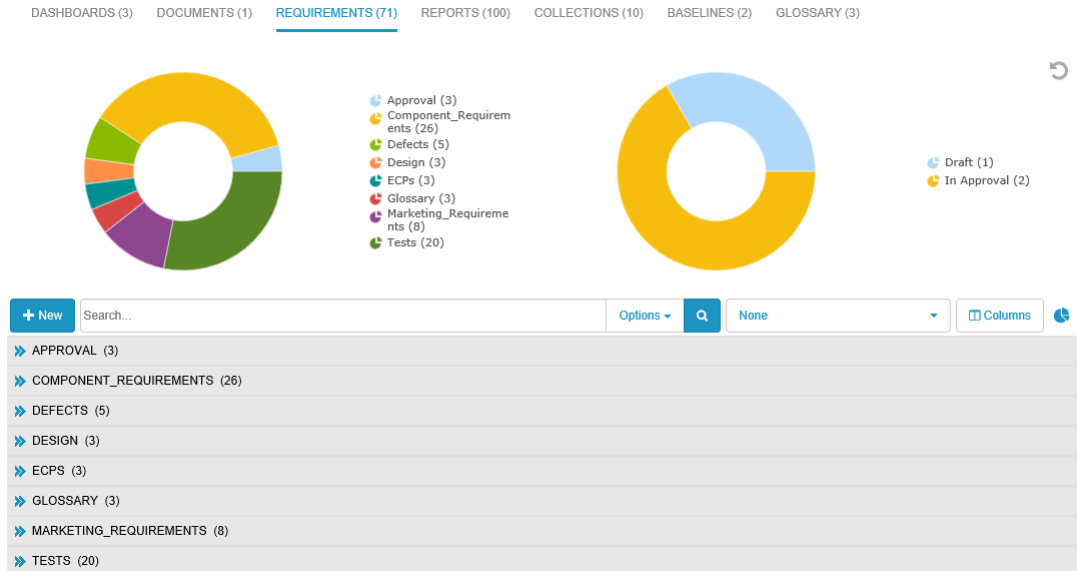 DASHBOARDS (3) DOCUMENTS (1) REQUIREMENTS (71) REPORTS (100) COLLECTIONS (10) BASELINES (2) GLOSSARY (3)
Approval (3)
Component_Requirem
ents (26)
Defects (5)
Design (3)
ECPs (3)
Glossary (3)
Marketing_Requireme
nts (8)
Tests (20)
Draft (1)
In Approval (2)
New Search... Options None Columns
APPROVAL (3)
COMPONENT_REQUIREMENTS (26)
DEFECTS (5)
DESIGN (3)
ECPS (3)
GLOSSARY (3)
MARKETING_REQUIREMENTS (8)
TESTS (20)